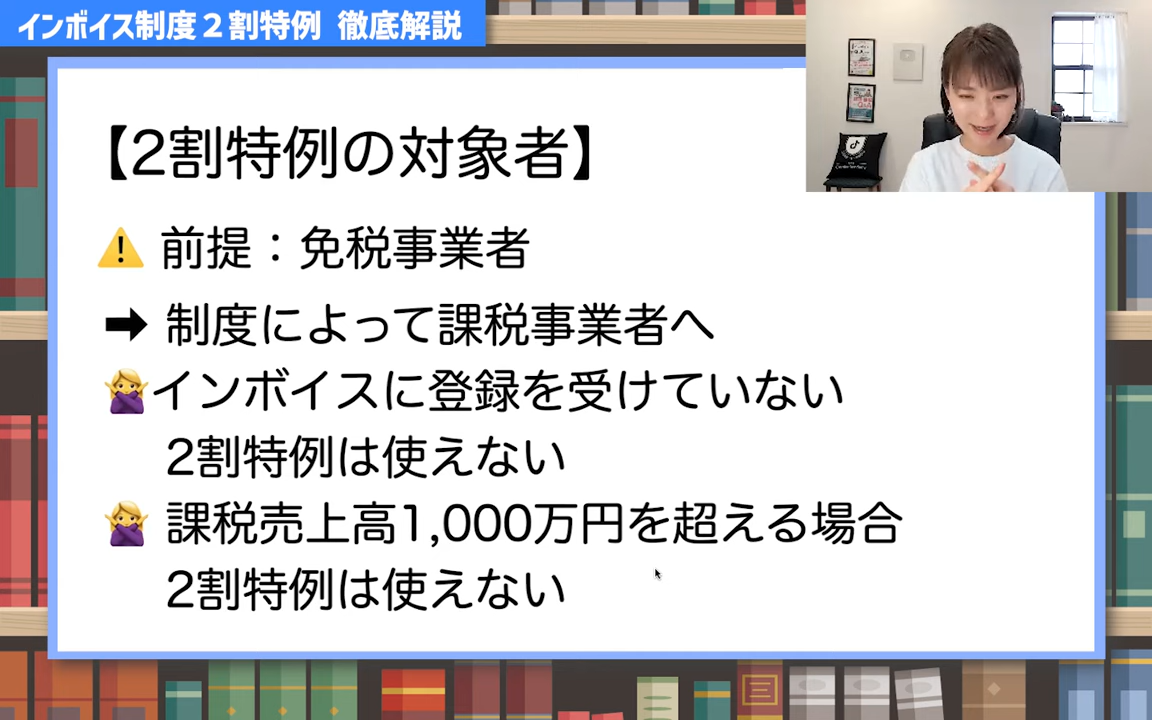 インボイス制度２割特例 徹底解説
【2割特例の対象者】
⚠️ 前提：免税事業者
➡ 制度によって課税事業者へ
🙅インボイスに登録を受けていない
2割特例は使えない
🙅 課税売上高1,000万円を超える場合
2割特例は使えない